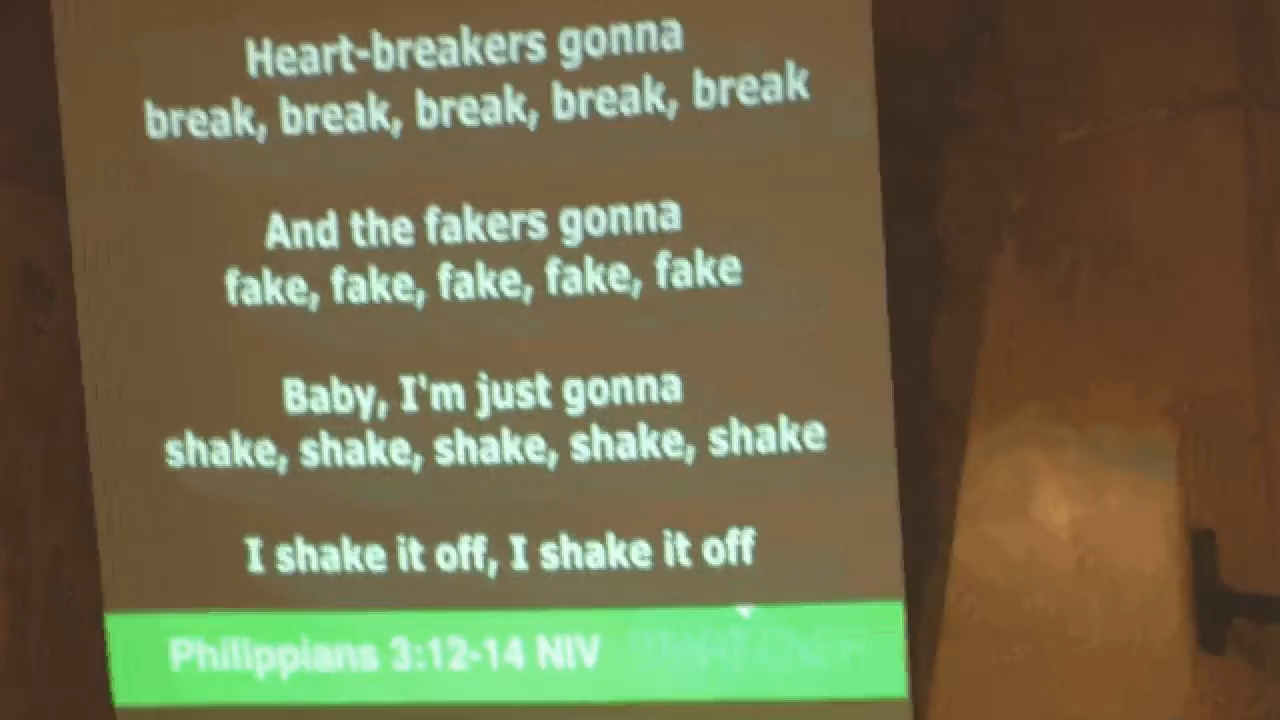 Heart-breakers gonna
break, break, break, break, break
And the fakers gonna
fake, fake, fake, fake, fake
Baby, I'm just gonna
shake, shake, shake, shake, shake
I shake it off, I shake it off
Philippians 3:12-14 NIV